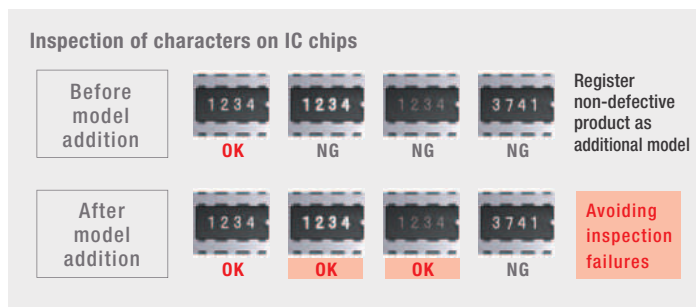 Inspection of characters on IC chips
Before
model
addition
1234
1234
1234
3741
OK
NG
NG
NG
Register
non-defective
product as
additional model
After
model
addition
1234
1234
1234
3741
OK
OK
OK
NG
Avoiding
inspection
failures